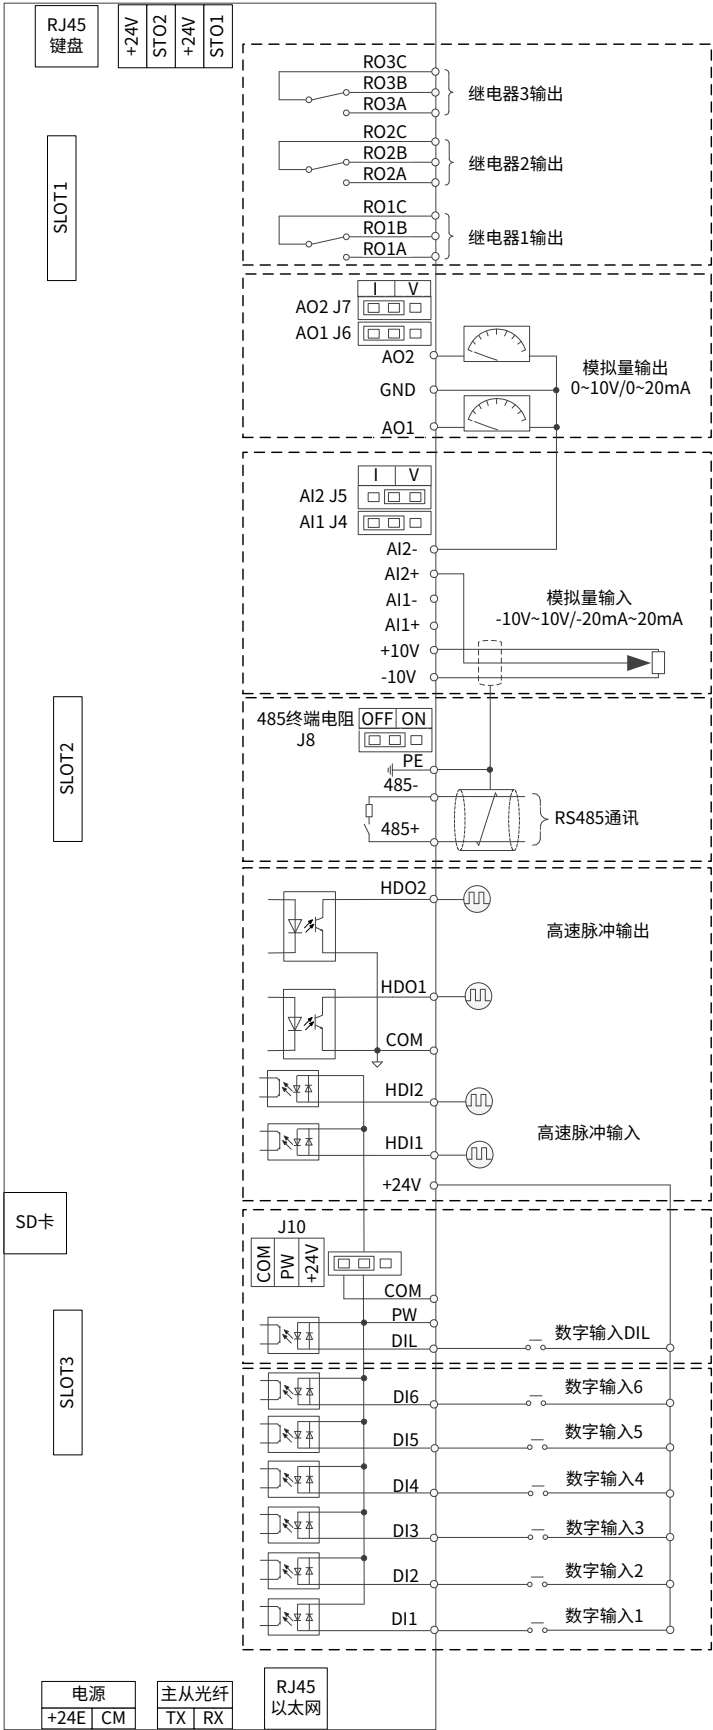 RJ45
键盘
+24V
STO2
+24V
STO1
RO3C
RO3B
RO3A
继电器3输出
RO2C
RO2B
RO2A
继电器2输出
SLOT1
RO1C
RO1B
RO1A
继电器1输出
I V
AO2 J7
AO1 J6
AO2
GND
AO1
模拟量输出
0~10V/0~20mA
I V
AI2 J5
AI1 J4
AI2-
AI2+
AI1-
AI1+
+10V
-10V
模拟量输入
-10V~10V/-20mA~20mA
SLOT2
485终端电阻 OFF ON
J8
PE
485-
485+
RS485通讯
HDO2
高速脉冲输出
HDO1
COM
HDI2
高速脉冲输入
HDI1
+24V
SD卡
J10
COM
PW
+24V
COM
PW
DIL
数字输入DIL
SLOT3
DI6
数字输入6
DI5
数字输入5
DI4
数字输入4
DI3
数字输入3
DI2
数字输入2
DI1
数字输入1
电源
+24E CM
主从光纤
TX RX
RJ45
以太网